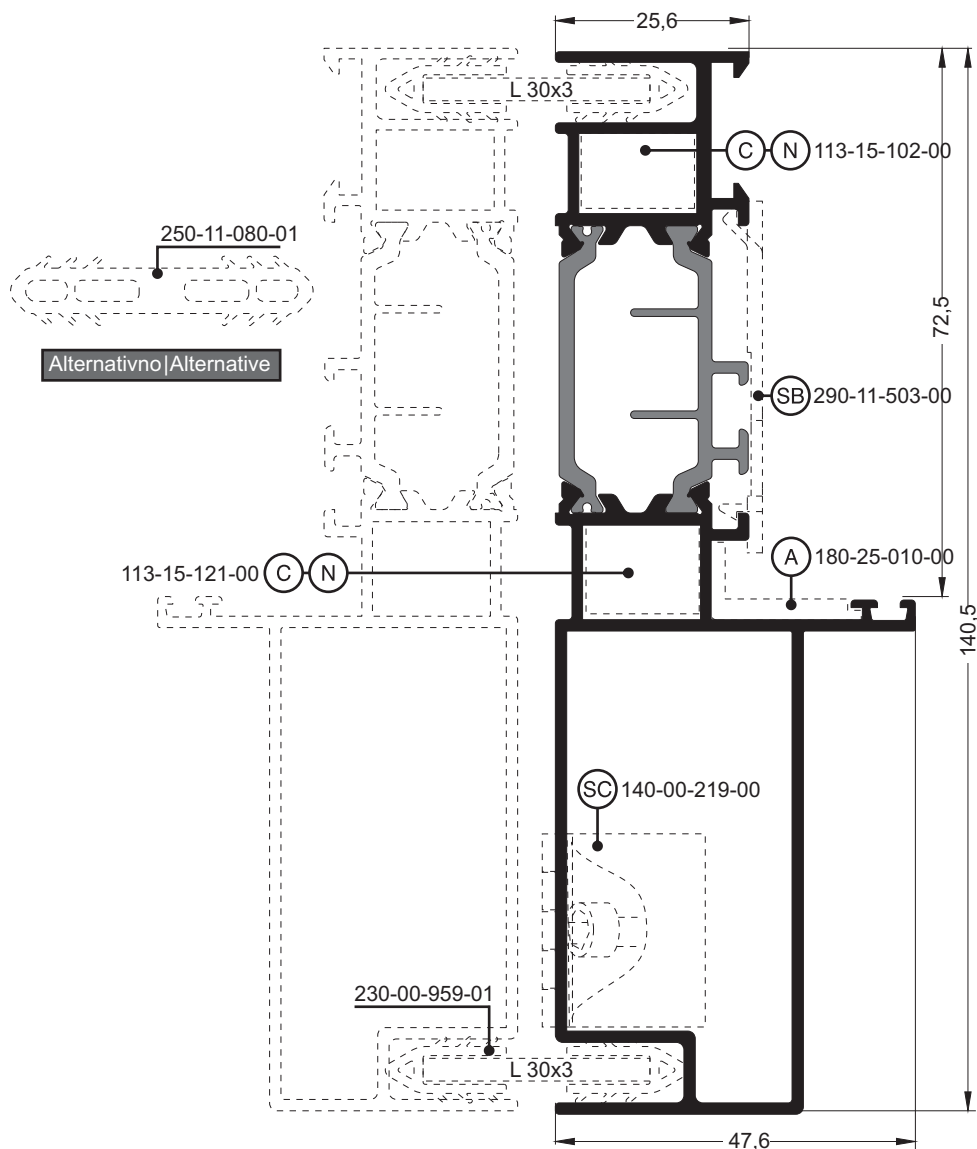 25,6
L 30x3
C N 113-15-102-00
250-11-080-01
72,5
Alternativno|Alternative
SB 290-11-503-00
A 180-25-010-00
113-15-121-00 C N
140,5
SC 140-00-219-00
230-00-959-01
L 30x3
47,6